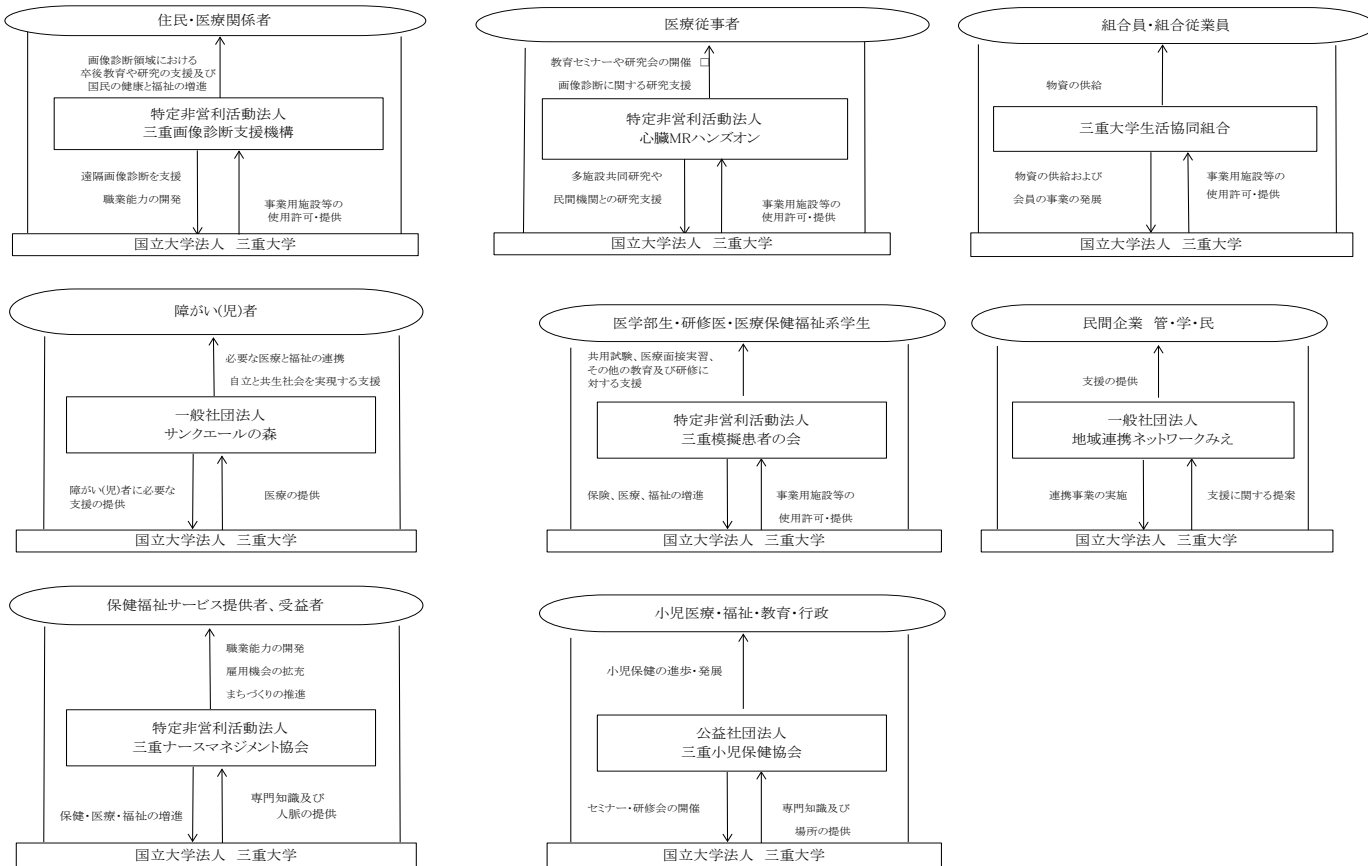 住民・医療関係者
画像診断領域における
卒後教育や研究の支援及び
国民の健康と福祉の増進
特定非営利活動法人
三重画像診断支援機構
遠隔画像診断を支援
職業能力の開発
事業用施設等の
使用許可・提供
国立大学法人 三重大学
医療従事者
教育セミナーや研究会の開催 □
画像診断に関する研究支援
特定非営利活動法人
心臓MRハンズオン
多施設共同研究や
民間機関との研究支援
事業用施設等の
使用許可・提供
国立大学法人 三重大学
組合員・組合従業員
物資の供給
三重大学生活協同組合
物資の供給および
会員の事業の発展
事業用施設等の
使用許可・提供
国立大学法人 三重大学
障がい(児)者
必要な医療と福祉の連携
自立と共生社会を実現する支援
一般社団法人
サンクエールの森
障がい(児)者に必要な
支援の提供
医療の提供
国立大学法人 三重大学
医学部生・研修医・医療保健福祉系学生
共用試験、医療面接実習、
その他の教育及び研修に
対する支援
特定非営利活動法人
三重模擬患者の会
保険、医療、福祉の増進
事業用施設等の
使用許可・提供
国立大学法人 三重大学
民間企業 管・学・民
支援の提供
一般社団法人
地域連携ネットワークみえ
連携事業の実施
支援に関する提案
国立大学法人 三重大学
保健福祉サービス提供者、受益者
職業能力の開発
雇用機会の拡充
まちづくりの推進
特定非営利活動法人
三重ナースマネジメント協会
保健・医療・福祉の増進
専門知識及び
人脈の提供
国立大学法人 三重大学
小児医療・福祉・教育・行政
小児保健の進歩・発展
公益社団法人
三重小児保健協会
セミナー・研修会の開催
専門知識及び
場所の提供
国立大学法人 三重大学